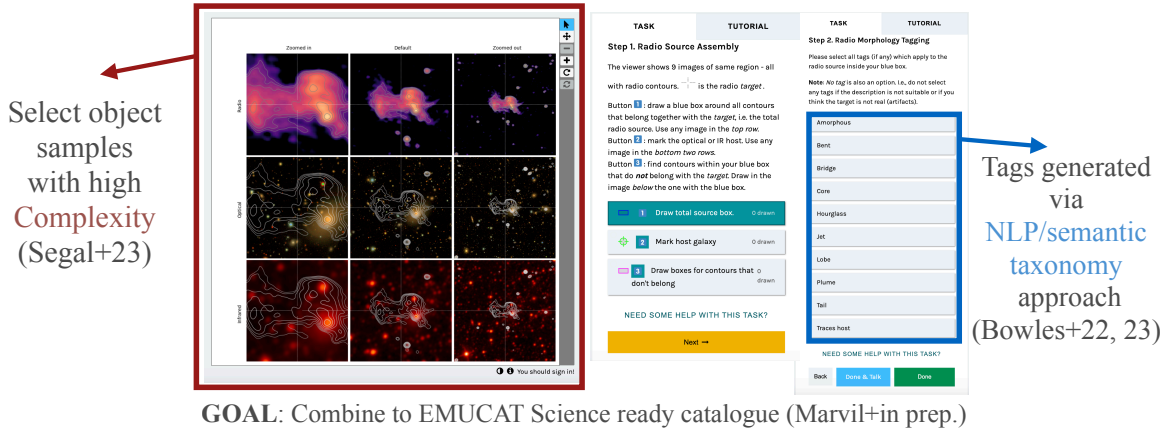 Select object
samples
with high
Complexity
(Segal+23)
Zoomed in
Default
Zoomed out
Radio
Optical
Infrared
You should sign in!
TASK
TUTORIAL
Step 1. Radio Source Assembly
The viewer shows 9 images of same region - all
with radio contours. is the radio target.
Button 1 : draw a blue box around all contours
that belong together with the target, i.e. the total
radio source. Use any image in the top row.
Button 2 : mark the optical or IR host. Use any
image in the bottom two rows.
Button 3 : find contours within your blue box
that do not belong with the target. Draw in the
image below the one with the blue box.
1 Draw total source box. 0 drawn
2 Mark host galaxy 0 drawn
3 Draw boxes for contours that 0
don't belong drawn
NEED SOME HELP WITH THIS TASK?
Next →
TASK
TUTORIAL
Step 2. Radio Morphology Tagging
Please select all tags (if any) which apply to the
radio source inside your blue box.
Note: No tag is also an option. I.e., do not select
any tags if the description is not suitable or if you
think the target is not real (artifacts).
Amorphous
Bent
Bridge
Core
Hourglass
Jet
Lobe
Plume
Tail
Traces host
NEED SOME HELP WITH THIS TASK?
Back
Done & Talk
Done
Tags generated
via
NLP/semantic
taxonomy
approach
(Bowles+22, 23)
GOAL: Combine to EMUCAT Science ready catalogue (Marvil+in prep.)